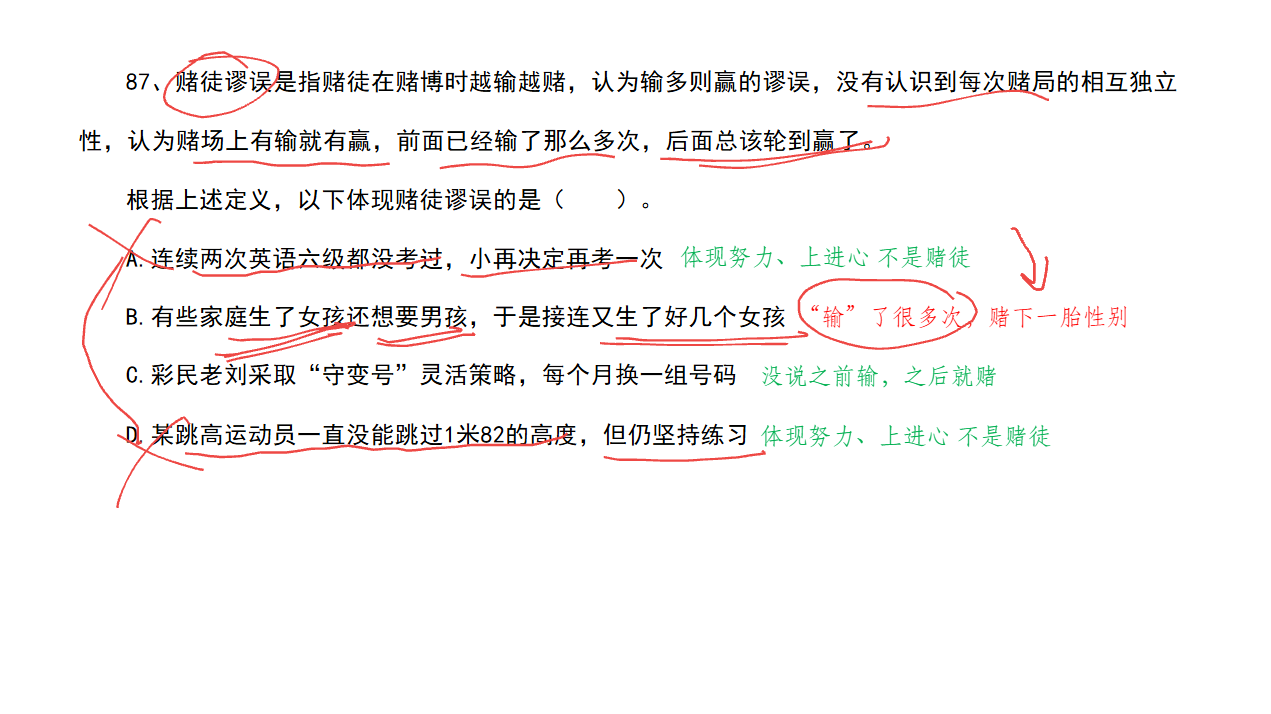 87、赌徒谬误是指赌徒在赌博时越输越赌，认为输多则赢的谬误，没有认识到每次赌局的相互独立
性，认为赌场上有输就有赢，前面已经输了那么多次，后面总该轮到赢了。
根据上述定义，以下体现赌徒谬误的是（　　）。
A.连续两次英语六级都没考过，小再决定再考一次 体现努力、上进心 不是赌徒
B.有些家庭生了女孩还想要男孩，于是接连又生了好几个女孩 “输”了很多次，赌下一胎性别
C.彩民老刘采取“守变号”灵活策略，每个月换一组号码 没说之前输，之后就赌
D.某跳高运动员一直没能跳过1米82的高度，但仍坚持练习 体现努力、上进心 不是赌徒